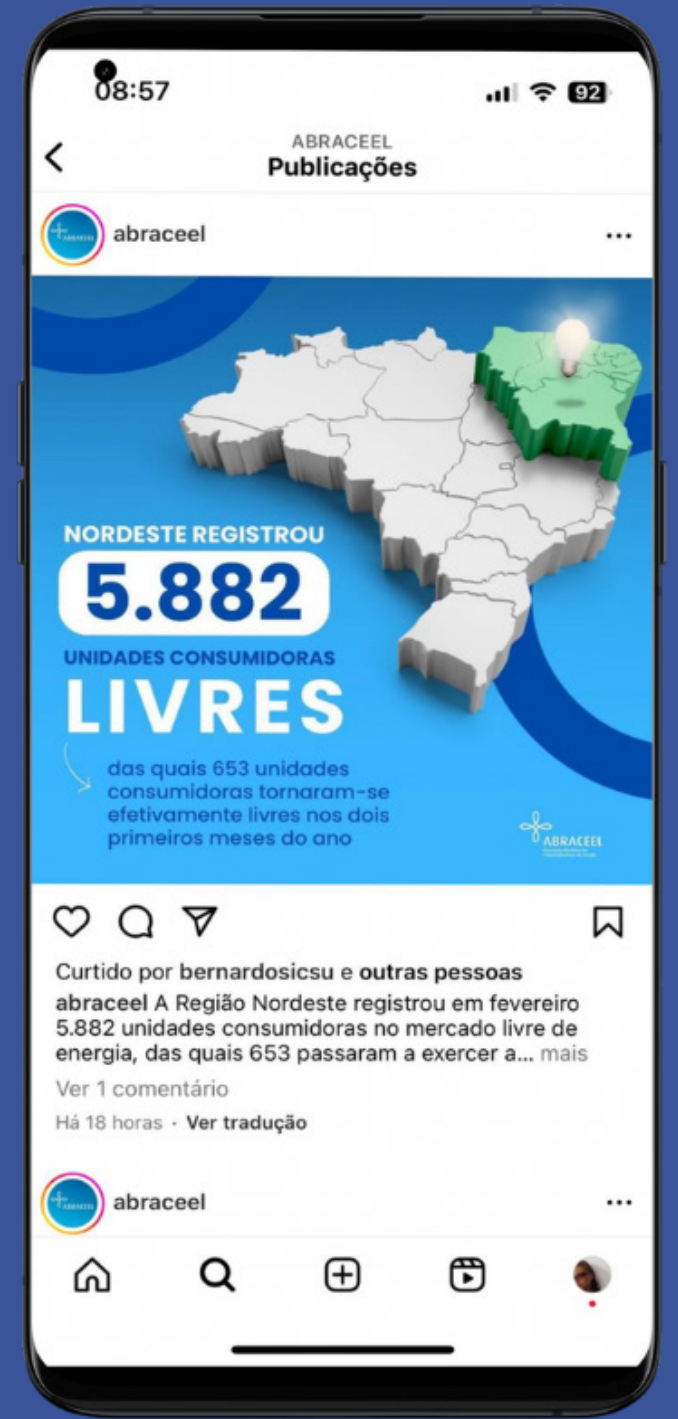 08:57
92
ABRACEEL
Publicações
abraceel
NORDESTE REGISTROU
5.882
UNIDADES CONSUMIDORAS
LIVRES
das quais 653 unidades
consumidoras tornaram-se
efetivamente livres nos dois
primeiros meses do ano
ABRACEEL
Curtido por bernardosicsu e outras pessoas
abraceel A Região Nordeste registrou em fevereiro
5.882 unidades consumidoras no mercado livre de
energia, das quais 653 passaram a exercer a... mais
Ver 1 comentário
Há 18 horas · Ver tradução
abraceel